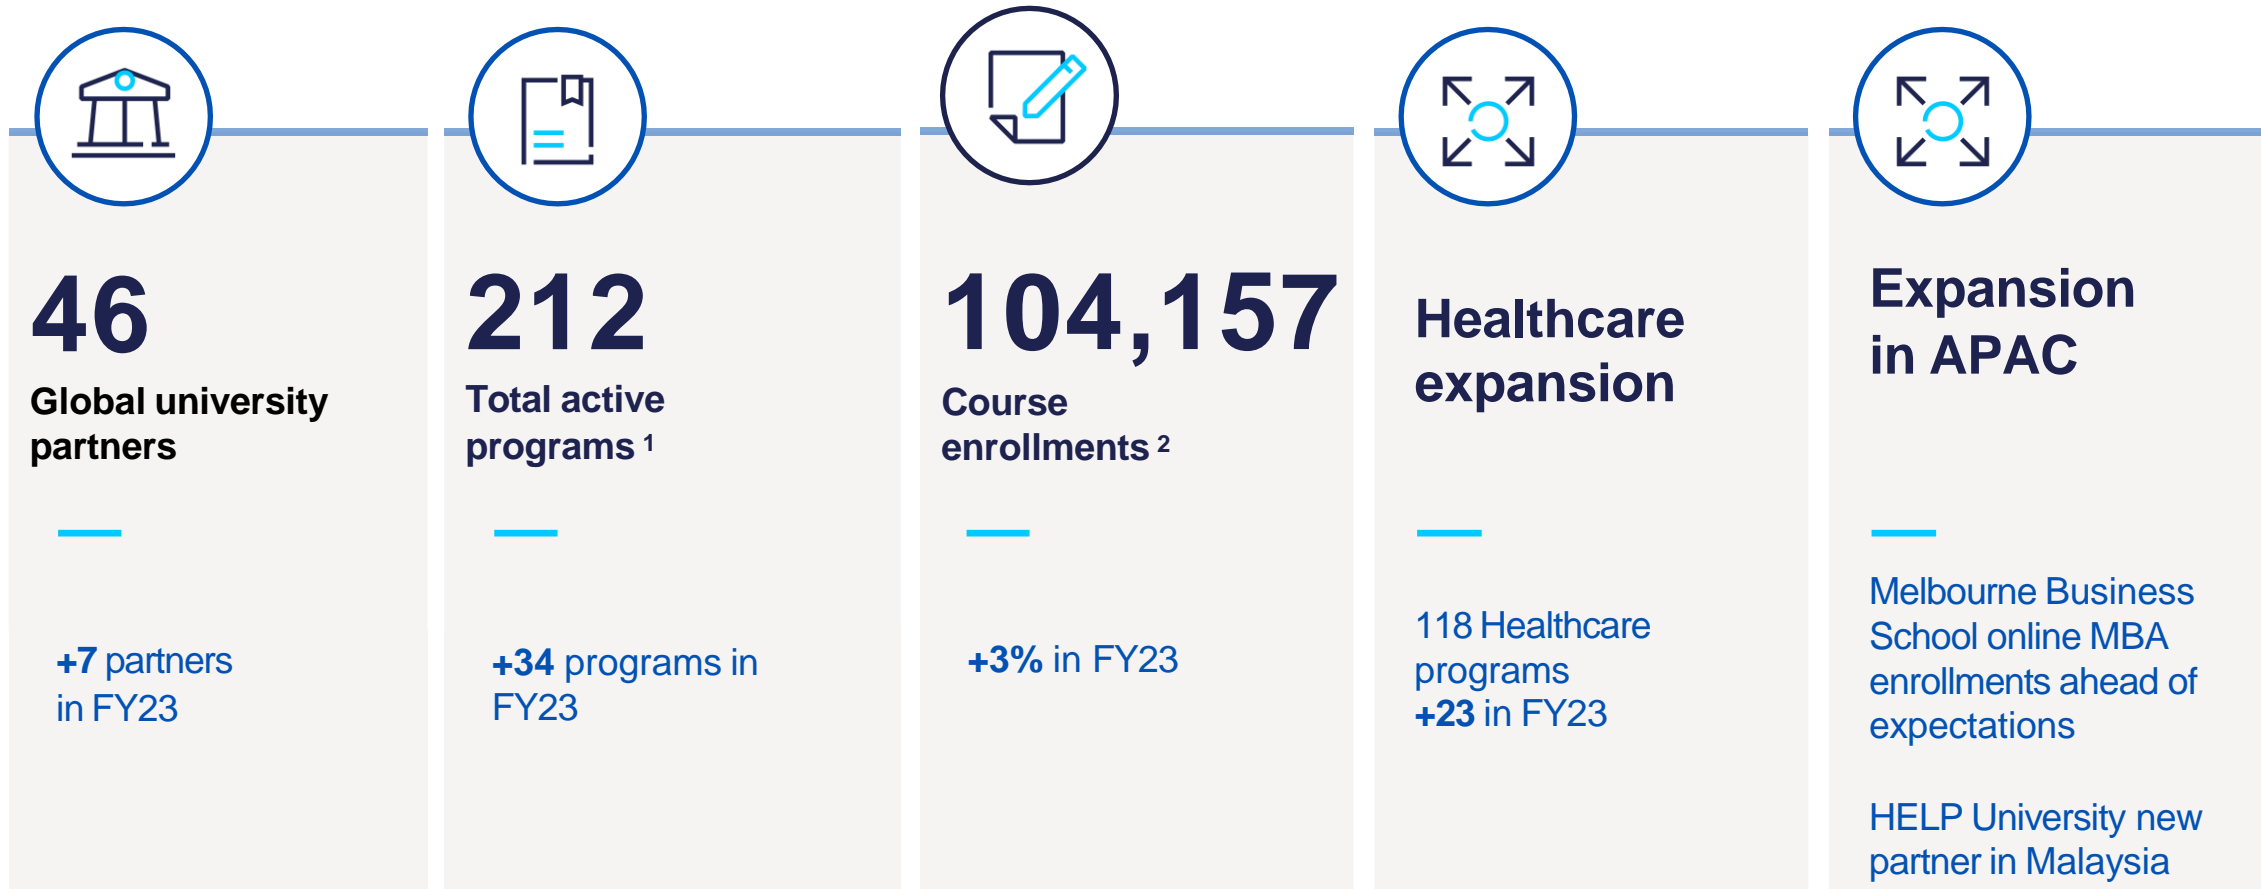 46
Global university
partners
+7 partners
in FY23
212
Total active
programs 1
+34 programs in
FY23
104,157
Course
enrollments 2
+3% in FY23
Healthcare
expansion
118 Healthcare
programs
+23 in FY23
Expansion
in APAC
Melbourne Business
School online MBA
enrollments ahead of
expectations
HELP University new
partner in Malaysia